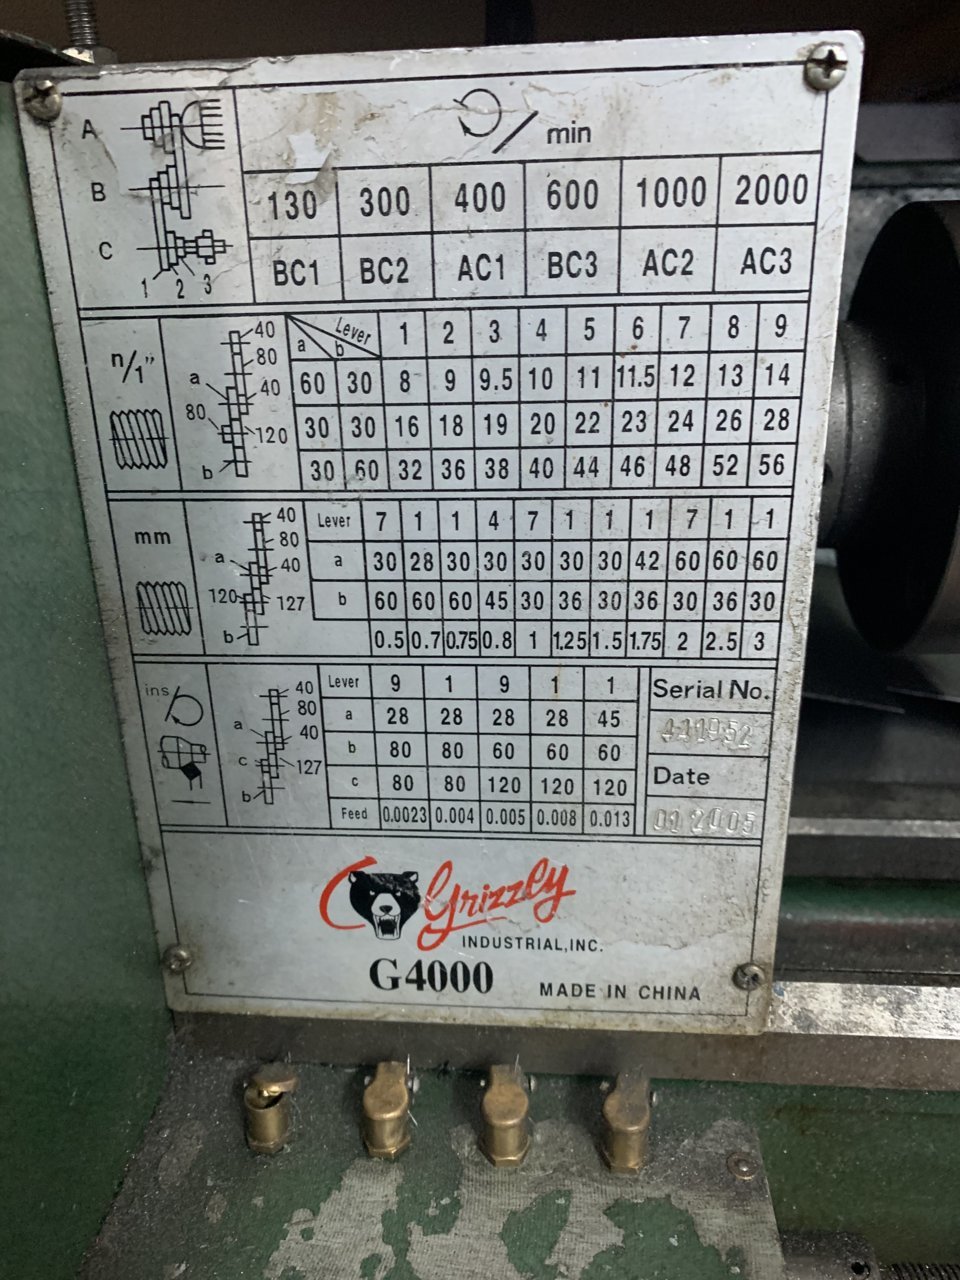 A
min
B
130 300 400 600 1000 2000
C
BC1 BC2 AC1 BC3 AC2 AC3
1 2 3
n/1" 40 Lever 1 2 3 4 5 6 7 8 9
80 a b
a 40 60 30 8 9 9.5 10 11 11.5 12 13 14
80 120 30 30 16 18 19 20 22 23 24 26 28
b 30 60 32 36 38 40 44 46 48 52 56
mm 40 Lever 7 1 1 4 7 1 1 1 7 1 1
80
a 40 a 30 28 30 30 30 30 30 42 60 60 60
120 127 b 60 60 60 45 30 36 30 36 30 36 30
b 0.5 0.7 0.75 0.8 1 1.25 1.5 1.75 2 2.5 3
ins 40 Lever 9 1 9 1 1 Serial No.
80
a 40 a 28 28 28 28 45 441952
c 127 b 80 80 60 60 60
b c 80 80 120 120 120 Date
Feed 0.0023 0.004 0.005 0.008 0.013 01 2005
Grizzly
INDUSTRIAL, INC.
G4000 MADE IN CHINA